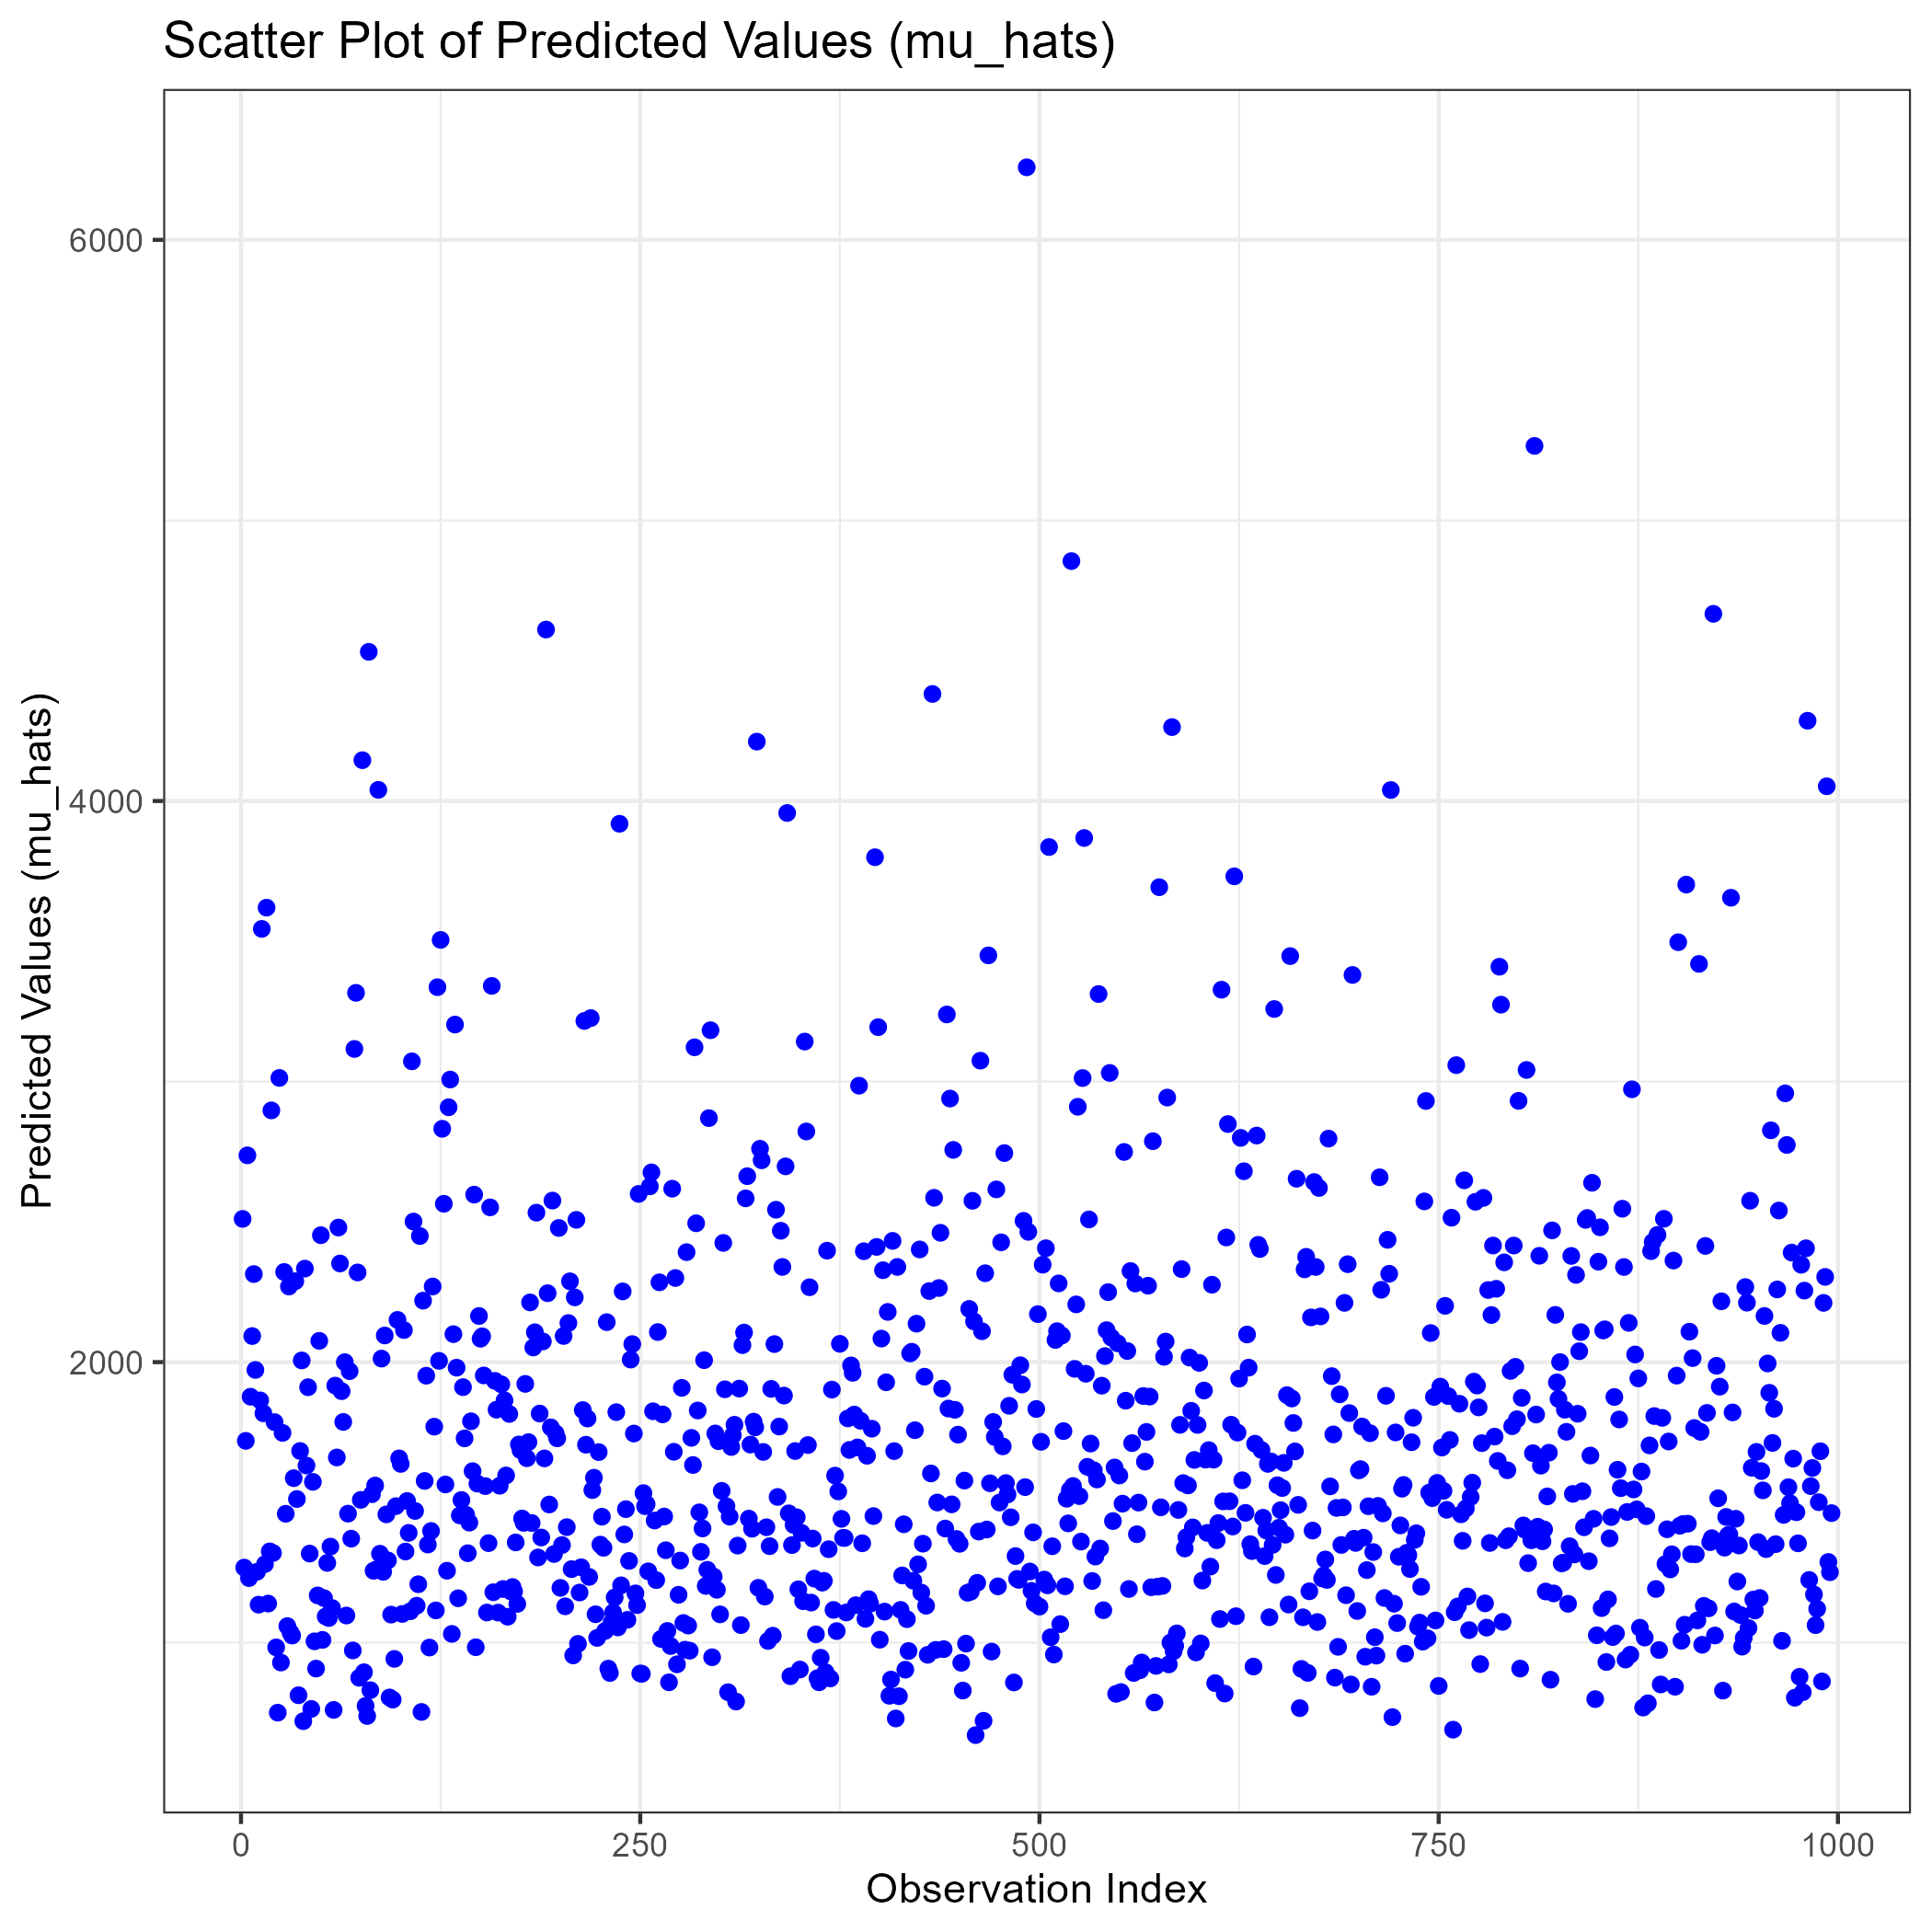 Scatter Plot of Predicted Values (mu_hats)
Predicted Values (mu_hats)
6000
4000
2000
0 250 500 750 1000
Observation Index